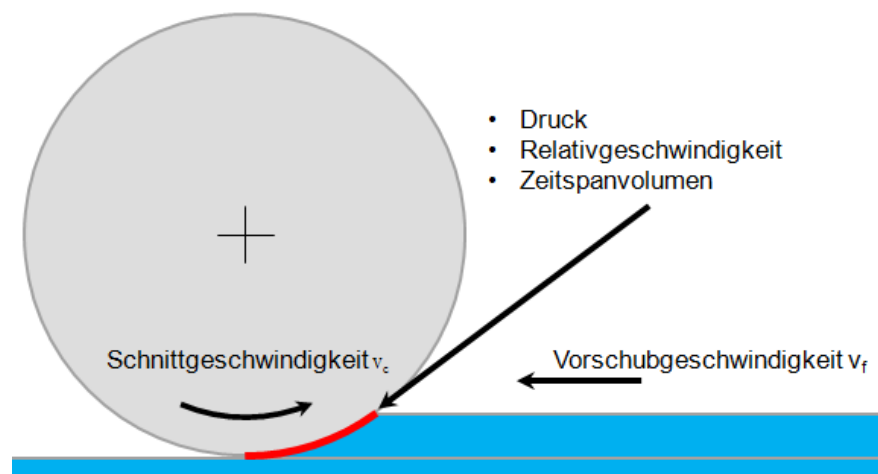 • Druck
• Relativgeschwindigkeit
• Zeitspanvolumen
Schnittgeschwindigkeit vc
Vorschubgeschwindigkeit vf